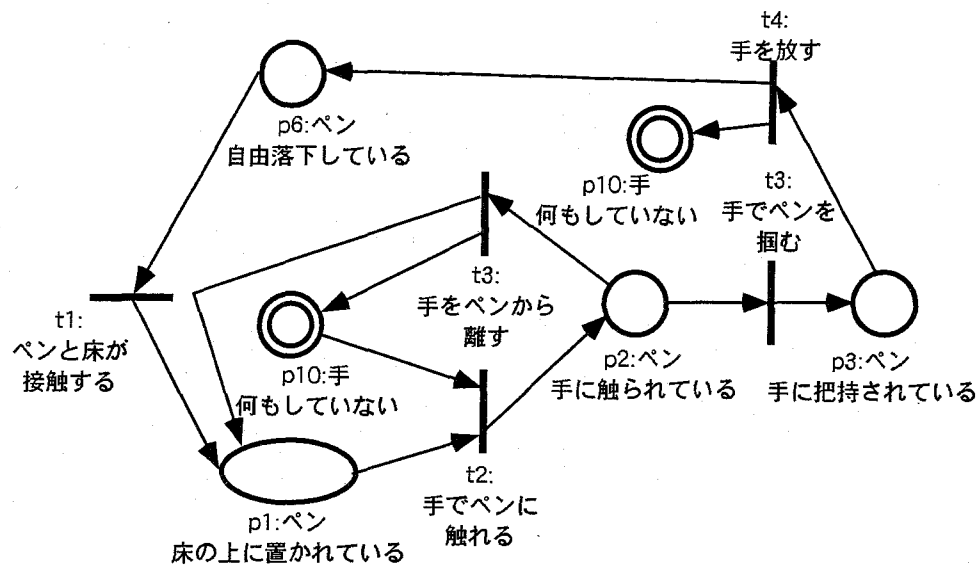 t4:
手を放す
p6:ペン
自由落下している
p10:手
何もしていない
t3:
手でペンを
掴む
t3:
手をペンから
離す
t1:
ペンと床が
接触する
p10:手
何もしていない
p2:ペン
手に触られている
p3:ペン
手に把持されている
t2:
手でペンに
触れる
p1:ペン
床の上に置かれている